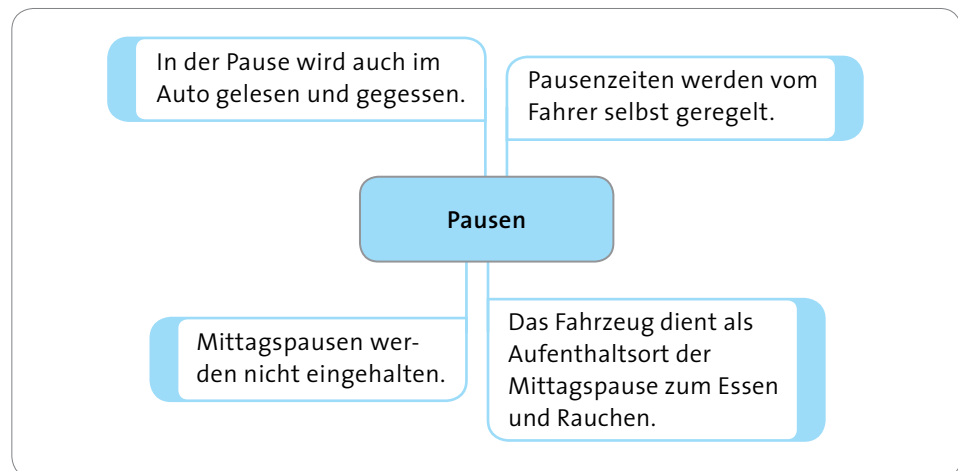 In der Pause wird auch im
Auto gelesen und gegessen.
Pausenzeiten werden vom
Fahrer selbst geregelt.
Pausen
Mittagspausen wer-
den nicht eingehalten.
Das Fahrzeug dient als
Aufenthaltsort der
Mittagspause zum Essen
und Rauchen.